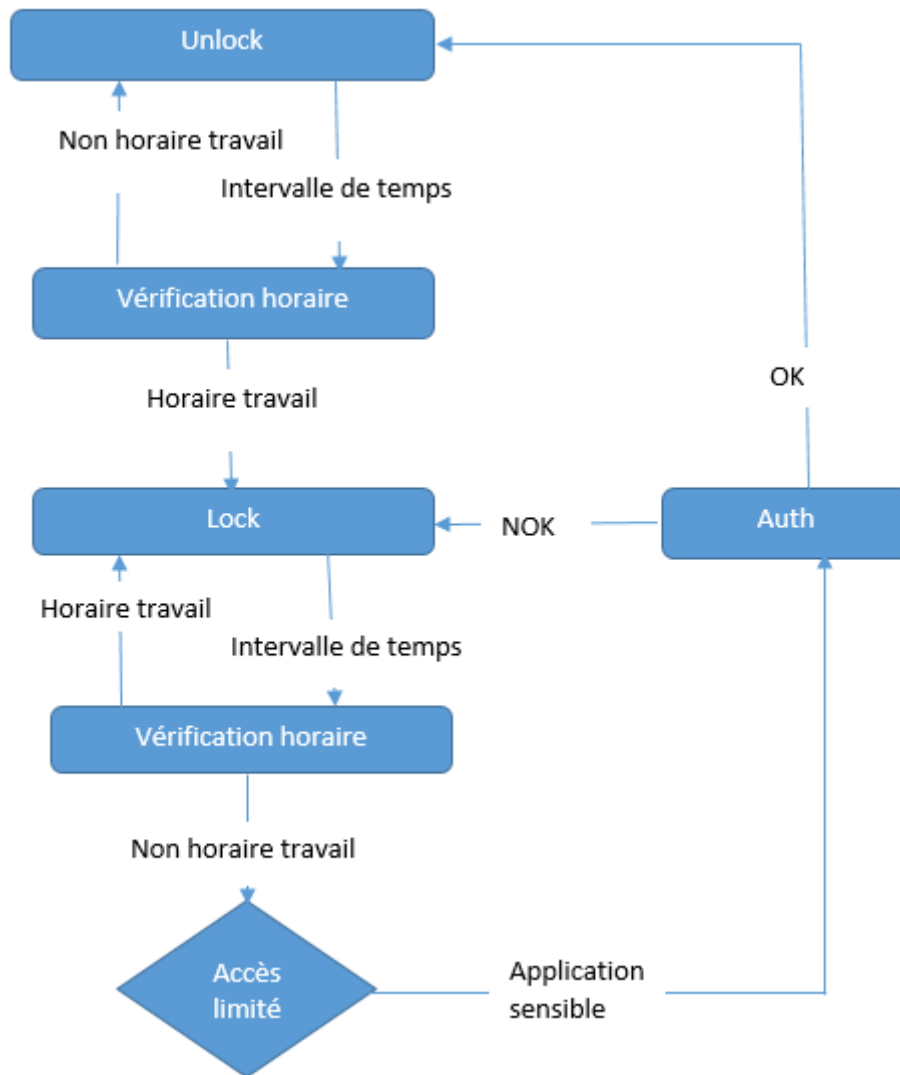 Unlock
Non horaire travail
Intervalle de temps
Vérification horaire
OK
Horaire travail
Lock
NOK
Auth
Horaire travail
Intervalle de temps
Vérification horaire
Non horaire travail
Accès
limité
Application
sensible